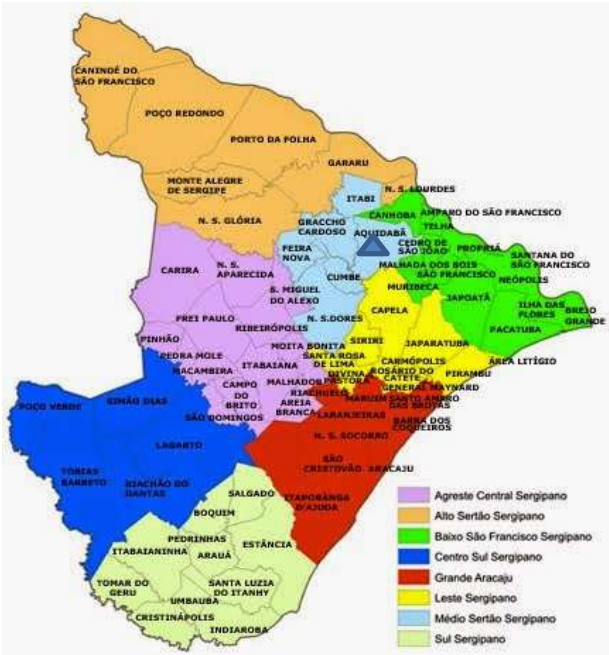 CANINDÉ DO
SÃO FRANCISCO
POÇO REDONDO
PORTO DA FOLHA
GARARU
MONTE ALEGRE
DE SERGIPE
N. S. LOURDES
ITABI
N. S. GLÓRIA
GRACCHO
CARDOSO
CANHOBA
AMPARO DO SÃO FRANCISCO
TELHA
AQUIDABÃ
FEIRA
NOVA
CEDRO DE
SÃO JOÃO
PROPRIÁ
SANTANA DO
SÃO FRANCISCO
CARIRA
N. S.
APARECIDA
CUMBE
MALHADA DOS BOIS
SÃO FRANCISCO
NEÓPOLIS
S. MIGUEL
DO ALEXO
MURIBECA
JAPOATÃ
ILHA DAS
FLORES
BREJO
GRANDE
FREI PAULO
N. S.DORES
CAPELA
PACATUBA
RIBEIRÓPOLIS
PINHÃO
MOITA BONITA
SIRIRI
JAPARATUBA
PEDRA MOLE
SANTA ROSA
DE LIMA
CARMÓPOLIS
ÁREA LITÍGIO
MACAMBIRA
ITABAIANA
DIVINA
PASTORA
ROSÁRIO DO
CATETE
PIRAMBU
CAMPO
DO
BRITO
MALHADOR
RIACHUELO
GENERAL MAYNARD
MARUIM
SANTO AMARO
DAS BROTAS
POÇO VERDE
SIMÃO DIAS
SÃO DOMINGOS
AREIA
BRANCA
LARANJEIRAS
BARRA DOS
COQUEIROS
LAGARTO
N. S. SOCORRO
TOBIAS
BARRETO
RIACHÃO DO
DANTAS
SÃO
CRISTOVÃO
ARACAJU
SALGADO
ITAPORANGA
D'AJUDA
BOQUIM
PEDRINHAS
ITABAIANINHA
ARAUÁ
ESTÂNCIA
TOMAR DO
GERU
SANTA LUZIA
DO ITANHY
UMBAUBA
CRISTINÁPOLIS
INDIAROBA
Agreste Central Sergipano
Alto Sertão Sergipano
Baixo São Francisco Sergipano
Centro Sul Sergipano
Grande Aracaju
Leste Sergipano
Médio Sertão Sergipano
Sul Sergipano